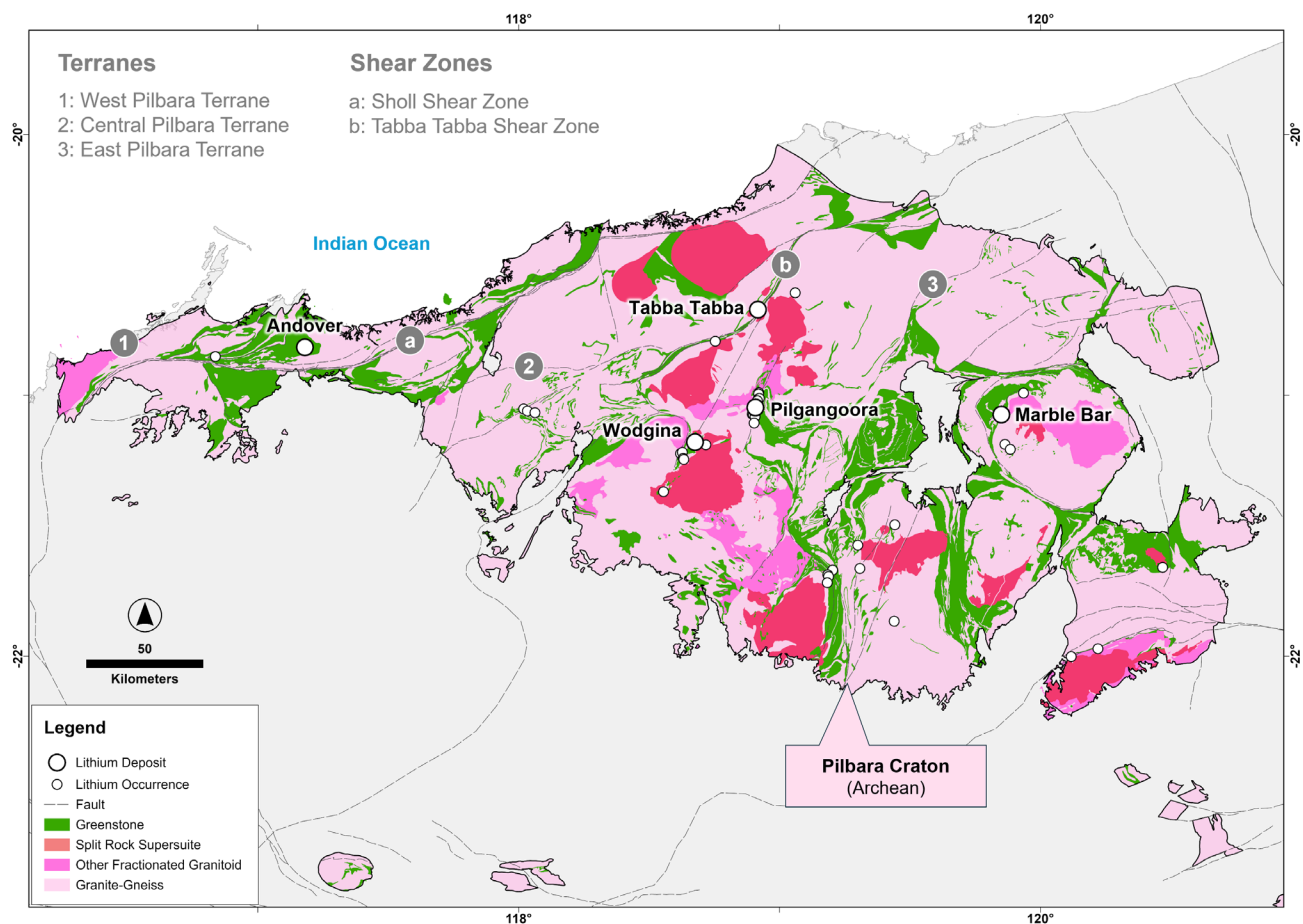 118°
120°
Terranes
1: West Pilbara Terrane
2: Central Pilbara Terrane
3: East Pilbara Terrane
Shear Zones
a: Sholl Shear Zone
b: Tabba Tabba Shear Zone
-20°
-20°
Indian Ocean
b
3
Tabba Tabba
Andover
1
a
2
Pilgangoora
Marble Bar
Wodgina
50
Kilometers
-22°
-22°
Pilbara Craton
(Archean)
Legend
Lithium Deposit
Lithium Occurrence
Fault
Greenstone
Split Rock Supersuite
Other Fractionated Granitoid
Granite-Gneiss
118°
120°